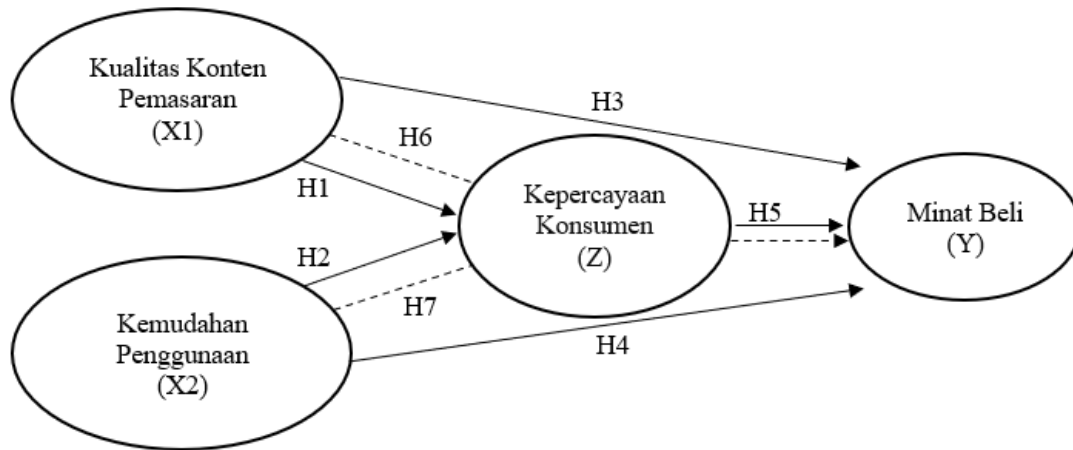 Kualitas Konten
Pemasaran
(X1)
H3
H6
H1
Kepercayaan
Konsumen
(Z)
H5
Minat Beli
(Y)
H2
H7
Kemudahan
Penggunaan
(X2)
H4